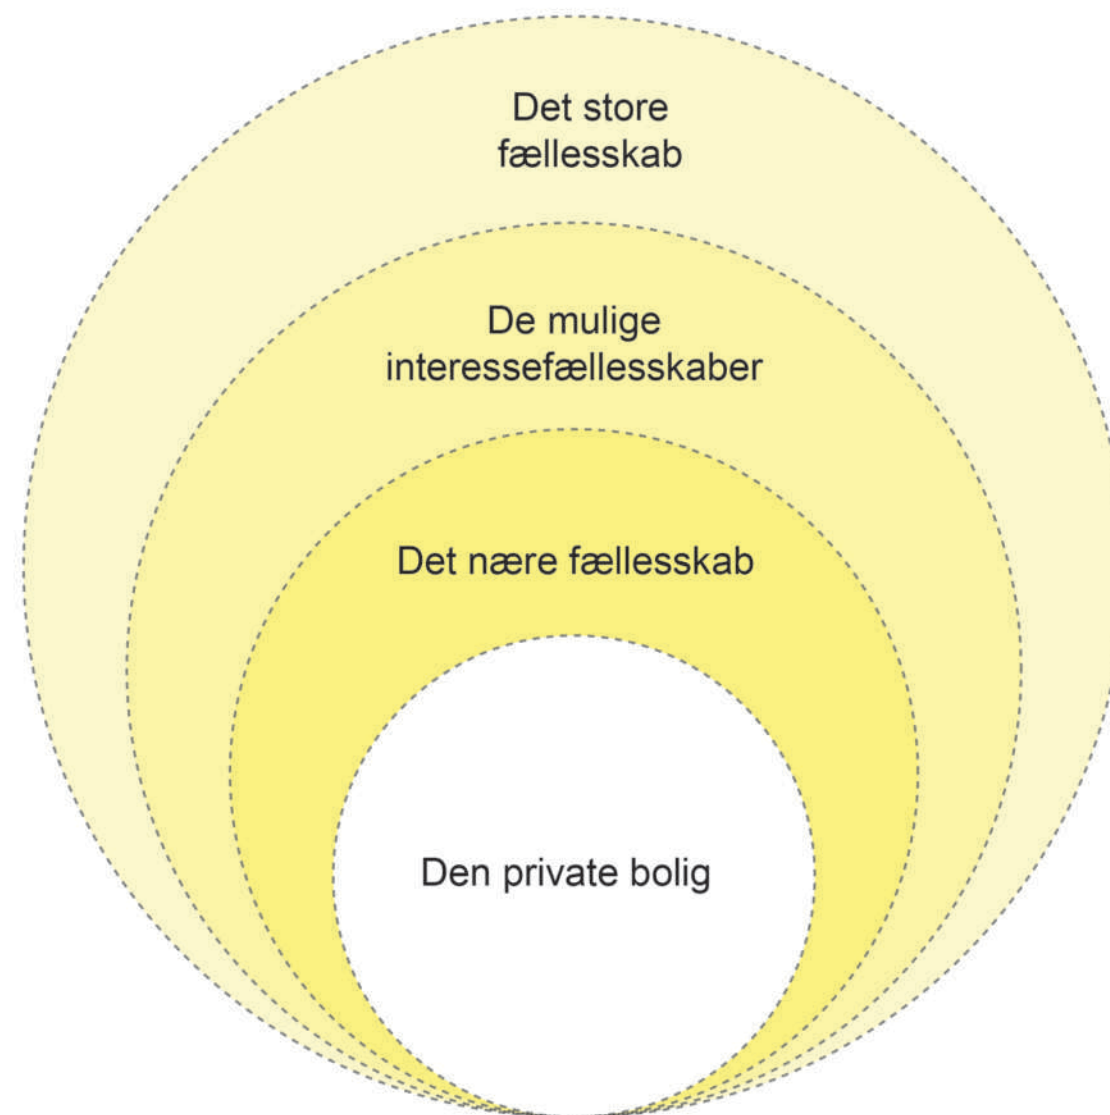 Det store
fællesskab
De mulige
interessefællesskaber
Det nære fællesskab
Den private bolig